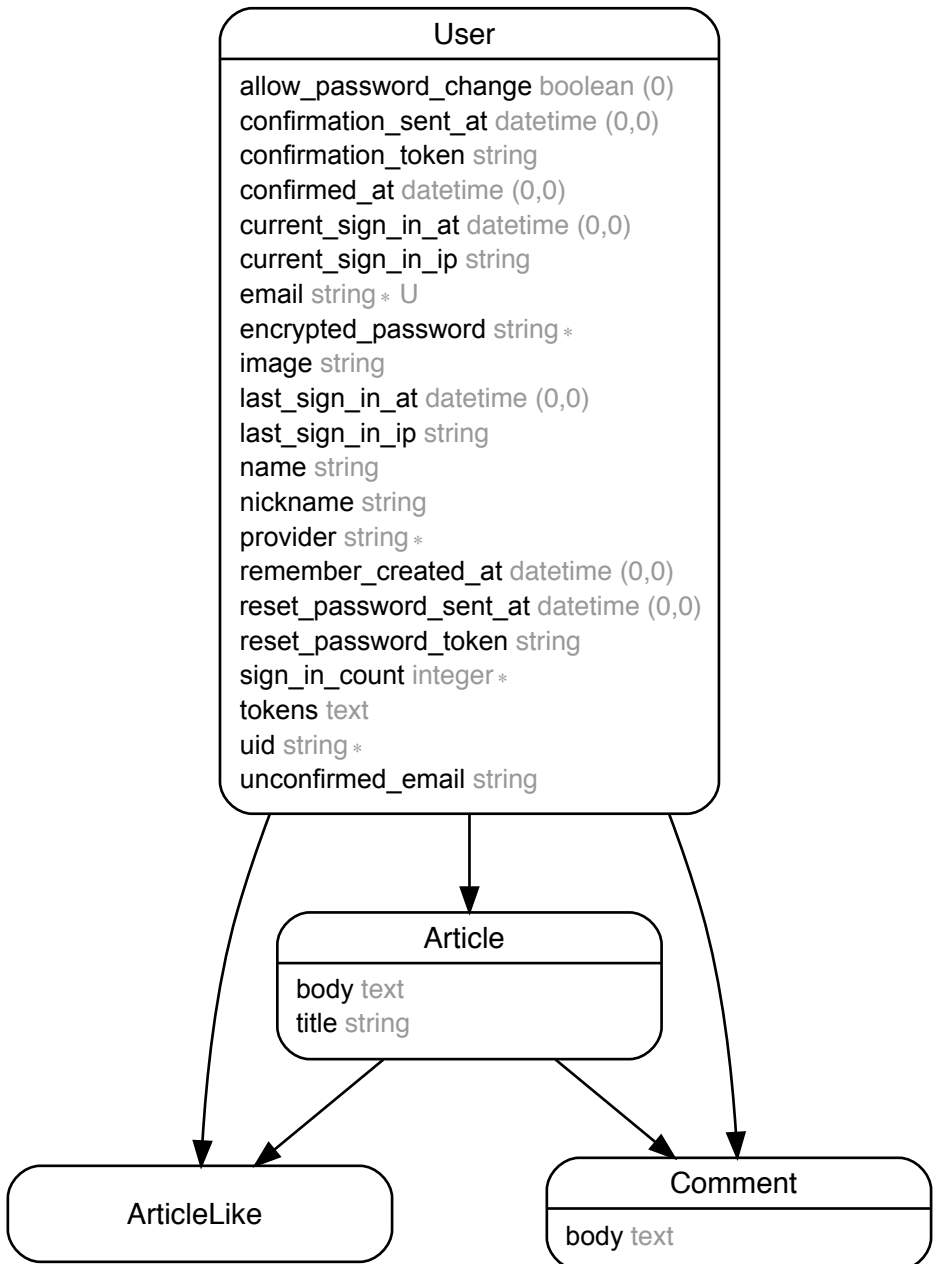 User
allow_password_change boolean (0)
confirmation_sent_at datetime (0,0)
confirmation_token string
confirmed_at datetime (0,0)
current_sign_in_at datetime (0,0)
current_sign_in_ip string
email string ∗ U
encrypted_password string ∗
image string
last_sign_in_at datetime (0,0)
last_sign_in_ip string
name string
nickname string
provider string ∗
remember_created_at datetime (0,0)
reset_password_sent_at datetime (0,0)
reset_password_token string
sign_in_count integer ∗
tokens text
uid string ∗
unconfirmed_email string
Article
body text
title string
ArticleLike
Comment
body text